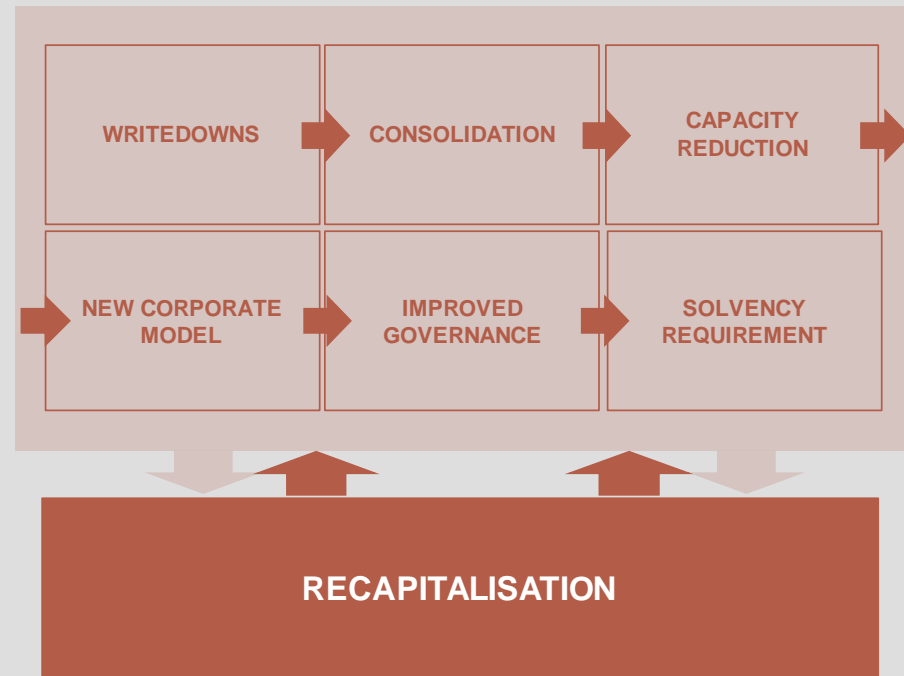 WRITEDOWNS
CONSOLIDATION
CAPACITY
REDUCTION
NEW CORPORATE
MODEL
IMPROVED
GOVERNANCE
SOLVENCY
REQUIREMENT
RECAPITALISATION